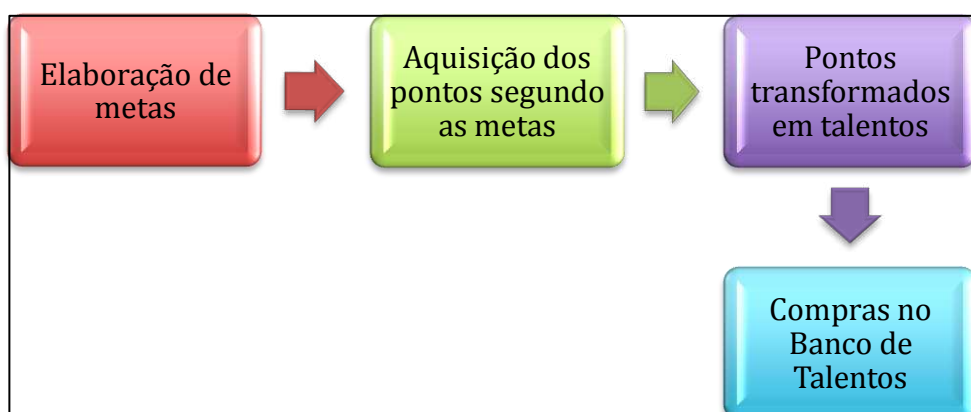 Elaboração de
metas
Aquisição dos
pontos segundo
as metas
Pontos
transformados
em talentos
Compras no
Banco de
Talentos